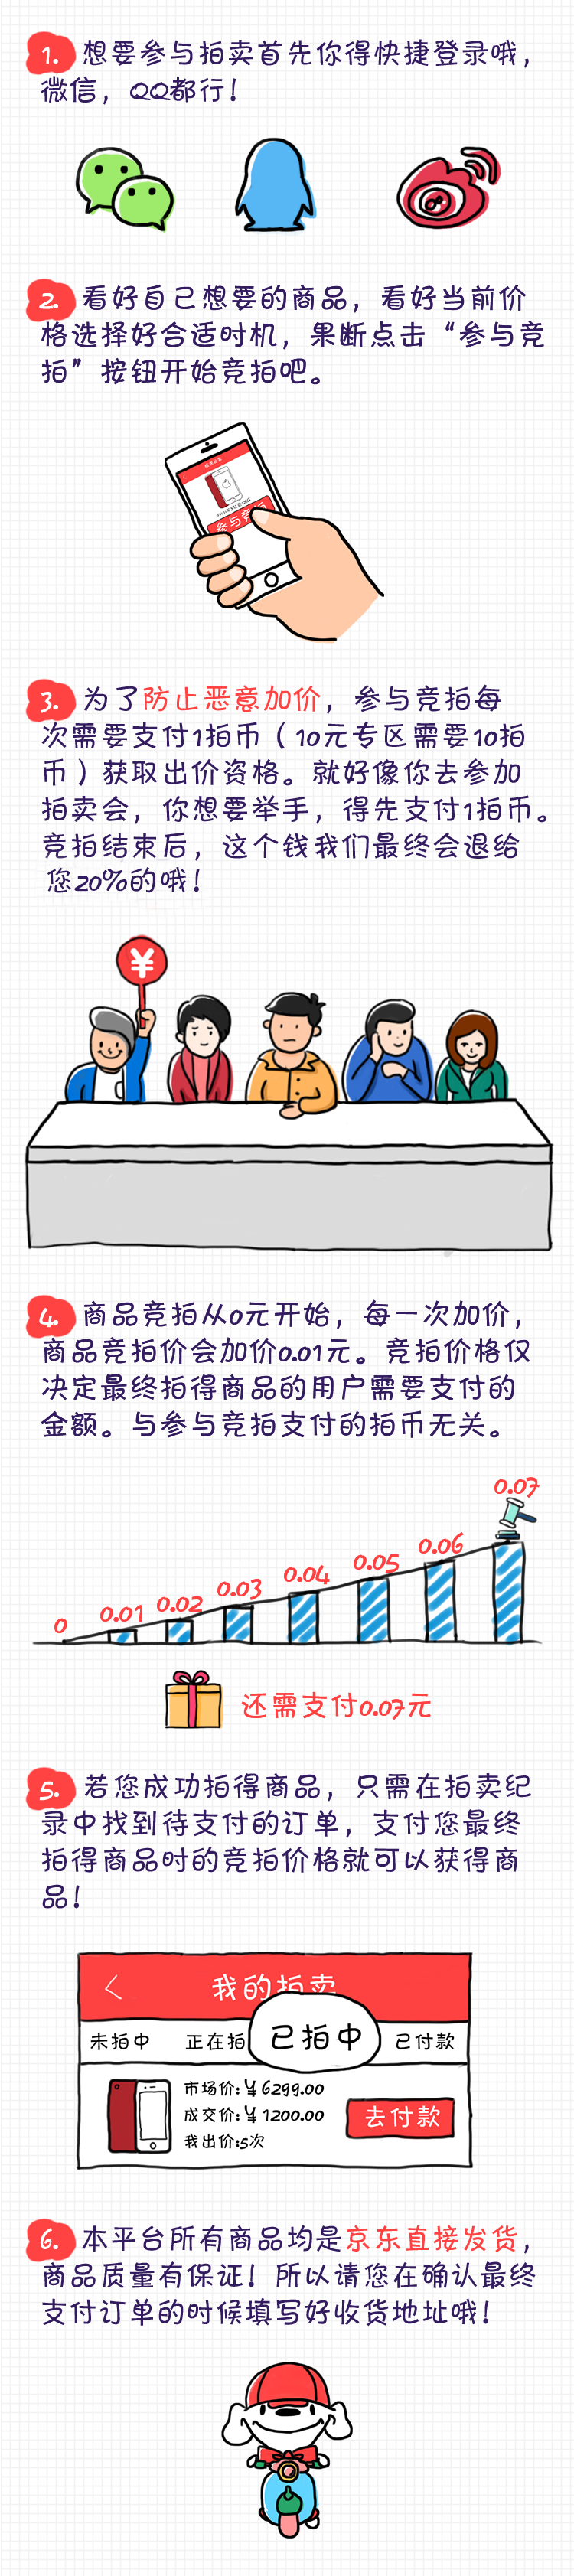 1. 想要参与拍卖首先你得快捷登录哦，
微信，QQ都行！
2. 看好自己想要的商品，看好当前价
格选择好合适时机，果断点击“参与竞
拍”按钮开始竞拍吧。
参与竞拍
3. 为了防止恶意加价，参与竞拍每
次需要支付1拍币（10元专区需要10拍
币）获取出价资格。就好像你去参加
拍卖会，你想要举手，得先支付1拍币。
竞拍结束后，这个钱我们最终会退给
您20%的哦！
¥
4. 商品竞拍从0元开始，每一次加价，
商品竞拍价会加价0.01元。竞拍价格仅
决定最终拍得商品的用户需要支付的
金额。与参与竞拍支付的拍币无关。
0 0.01 0.02 0.03 0.04 0.05 0.06 0.07
还需支付0.07元
5. 若您成功拍得商品，只需在拍卖纪
录中找到待支付的订单，支付您最终
拍得商品时的竞拍价格就可以获得商
品！
我的拍卖
未拍中 正在拍 已拍中 已付款
市场价:¥6299.00
成交价:¥1200.00
我出价:5次
去付款
6. 本平台所有商品均是京东直接发货，
商品质量有保证！所以请您在确认最终
支付订单的时候填写好收货地址哦！